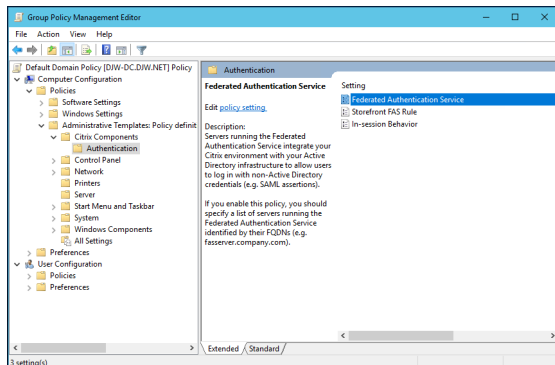 Group Policy Management Editor
File Action View Help
Default Domain Policy [DJW-DC.DJW.NET] Policy
Computer Configuration
Policies
Software Settings
Windows Settings
Administrative Templates: Policy definit
Citrix Components
Authentication
Control Panel
Network
Printers
Server
Start Menu and Taskbar
System
Windows Components
All Settings
Preferences
User Configuration
Policies
Preferences
Authentication
Federated Authentication Service
Edit policy setting.
Description:
Servers running the Federated
Authentication Service integrate your
Citrix environment with your Active
Directory infrastructure to allow users
to log in with non-Active Directory
credentials (e.g. SAML assertions).
If you enable this policy, you should
specify a list of servers running the
Federated Authentication Service
identified by their FQDNs (e.g.
fasserver.company.com).
Setting
Federated Authentication Service
Storefront FAS Rule
In-session Behavior
Extended Standard
3 setting(s)